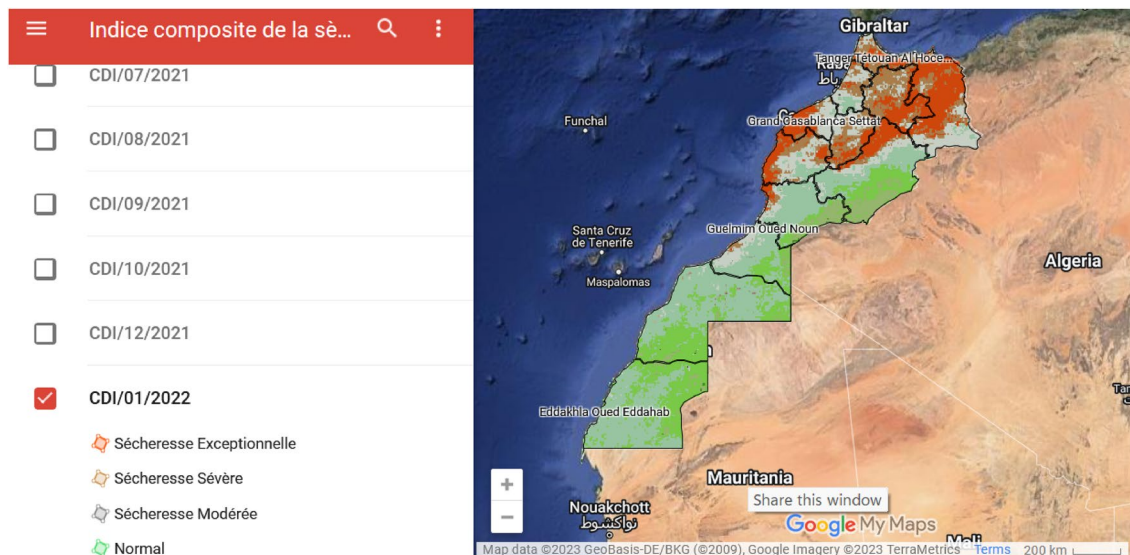 Indice composite de la sè...
CDI/07/2021
CDI/08/2021
CDI/09/2021
CDI/10/2021
CDI/12/2021
CDI/01/2022
Sécheresse Exceptionnelle
Sécheresse Sévère
Sécheresse Modérée
Normal
Gibraltar
Tanger Tétouan Al Hoce...
الرباط
Funchal
Grand Casablanca Settat
Santa Cruz
de Tenerife
Guelmim Oued Noun
Maspalomas
Algeria
Eddakhla Oued Eddahab
Mauritania
Share this window
Nouakchott
نواكشوط
Google My Maps
Mali
Map data ©2023 GeoBasis-DE/BKG (©2009), Google Imagery ©2023 TerraMetrics
Terms
200 km